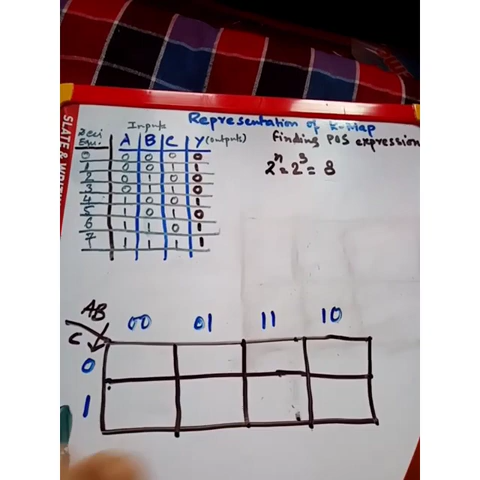 Representation of K-Map
finding POS expression
2^n = 2^3 = 8
Inputs
Deci Equ. A B C Y (outputs)
0 0 0 0 0
1 0 0 1 0
2 0 1 0 0
3 0 1 1 0
4 1 0 0 1
5 1 0 1 0
6 1 1 0 1
7 1 1 1 1
AB
C
00 01 11 10
0
1
SLATE &